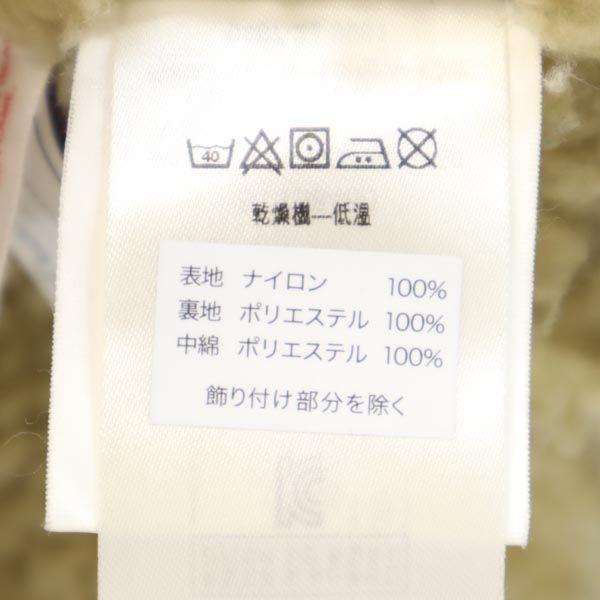 40
乾燥機—低温
表地 ナイロン 100%
裏地 ポリエステル 100%
中綿 ポリエステル 100%
飾り付け部分を除く